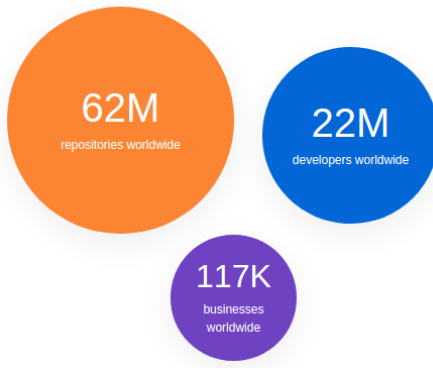 62M
repositories worldwide
22M
developers worldwide
117K
businesses
worldwide